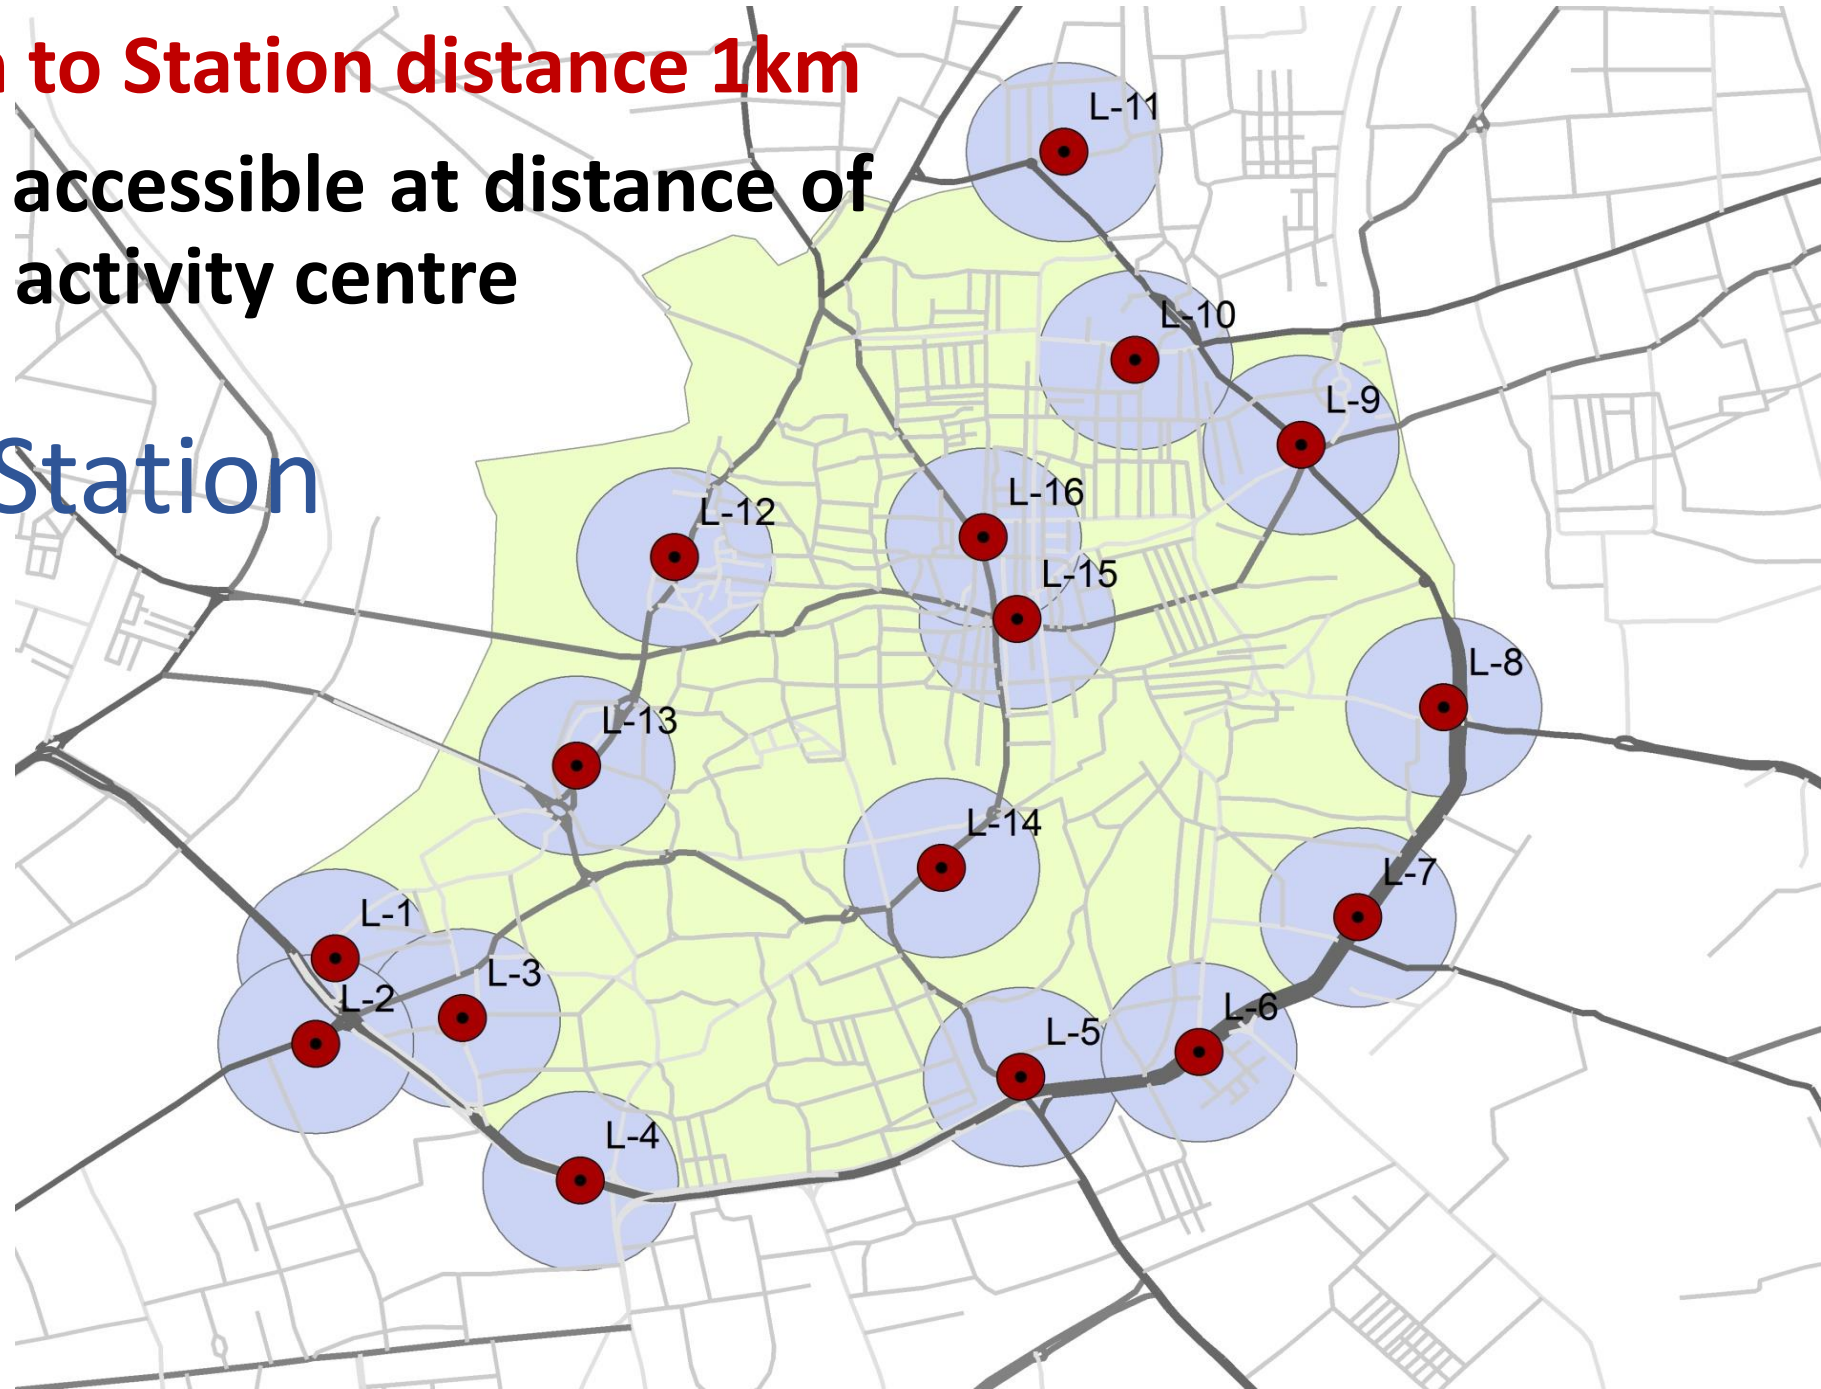 to Station distance 1km
accessible at distance of
activity centre
Station
L-11
L-10
L-9
L-16
L-12
L-15
L-8
L-13
L-14
L-7
L-1
L-3
L-2
L-6
L-5
L-4